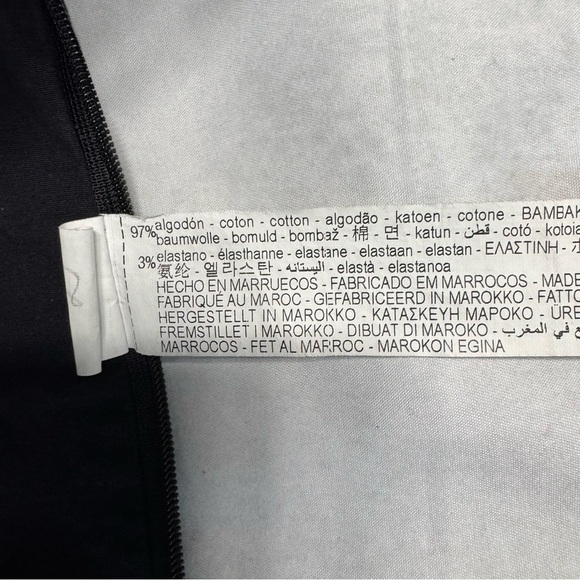 97% algodón - coton - cotton - algodão - katoen - cotone - BAMBAK
baumwolle - bomuld - bombaž - 棉 - 면 - katun - قطن - cotó - kotoia
3% elastano - élasthanne - elastane - elastaan - elastan - ΕΛΑΣΤΙΝΗ -
氨纶 - 엘라스탄 - اليستانه - elastà - elastanoa
HECHO EN MARRUECOS - FABRICADO EM MARROCOS - MADE
FABRIQUÉ AU MAROC - GEFABRICEERD IN MAROKKO - FATTO
HERGESTELLT IN MAROKKO - ΚΑΤΑΣΚΕΥΗ ΜΑΡΟΚΟ - ÜRE
FREMSTILLET I MAROKKO - DIBUAT DI MAROKO - ع في المغرب
MARROCOS - FET AL MARROC - MAROKON EGINA